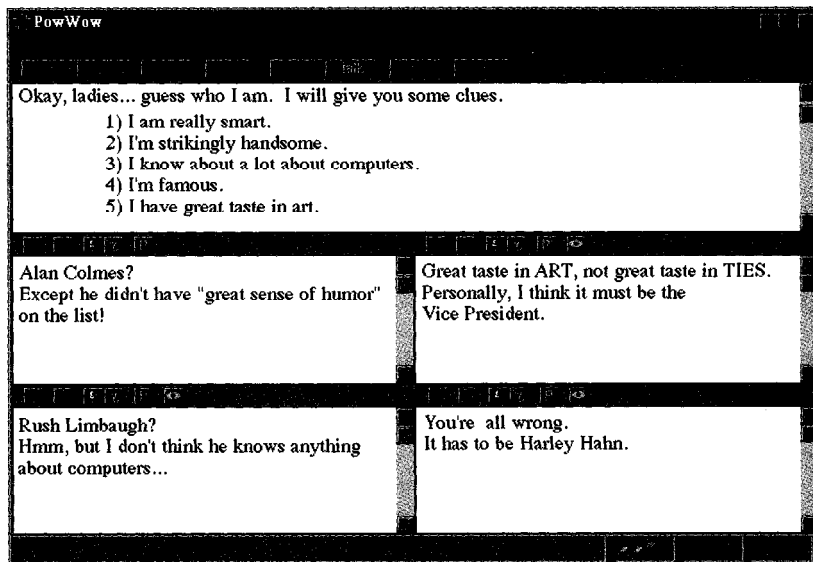 PowWow
Okay, ladies... guess who I am. I will give you some clues.
1) I am really smart.
2) I'm strikingly handsome.
3) I know about a lot about computers.
4) I'm famous.
5) I have great taste in art.
Alan Colmes?
Except he didn't have "great sense of humor"
on the list!
Great taste in ART, not great taste in TIES.
Personally, I think it must be the
Vice President.
Rush Limbaugh?
Hmm, but I don't think he knows anything
about computers...
You're all wrong.
It has to be Harley Hahn.